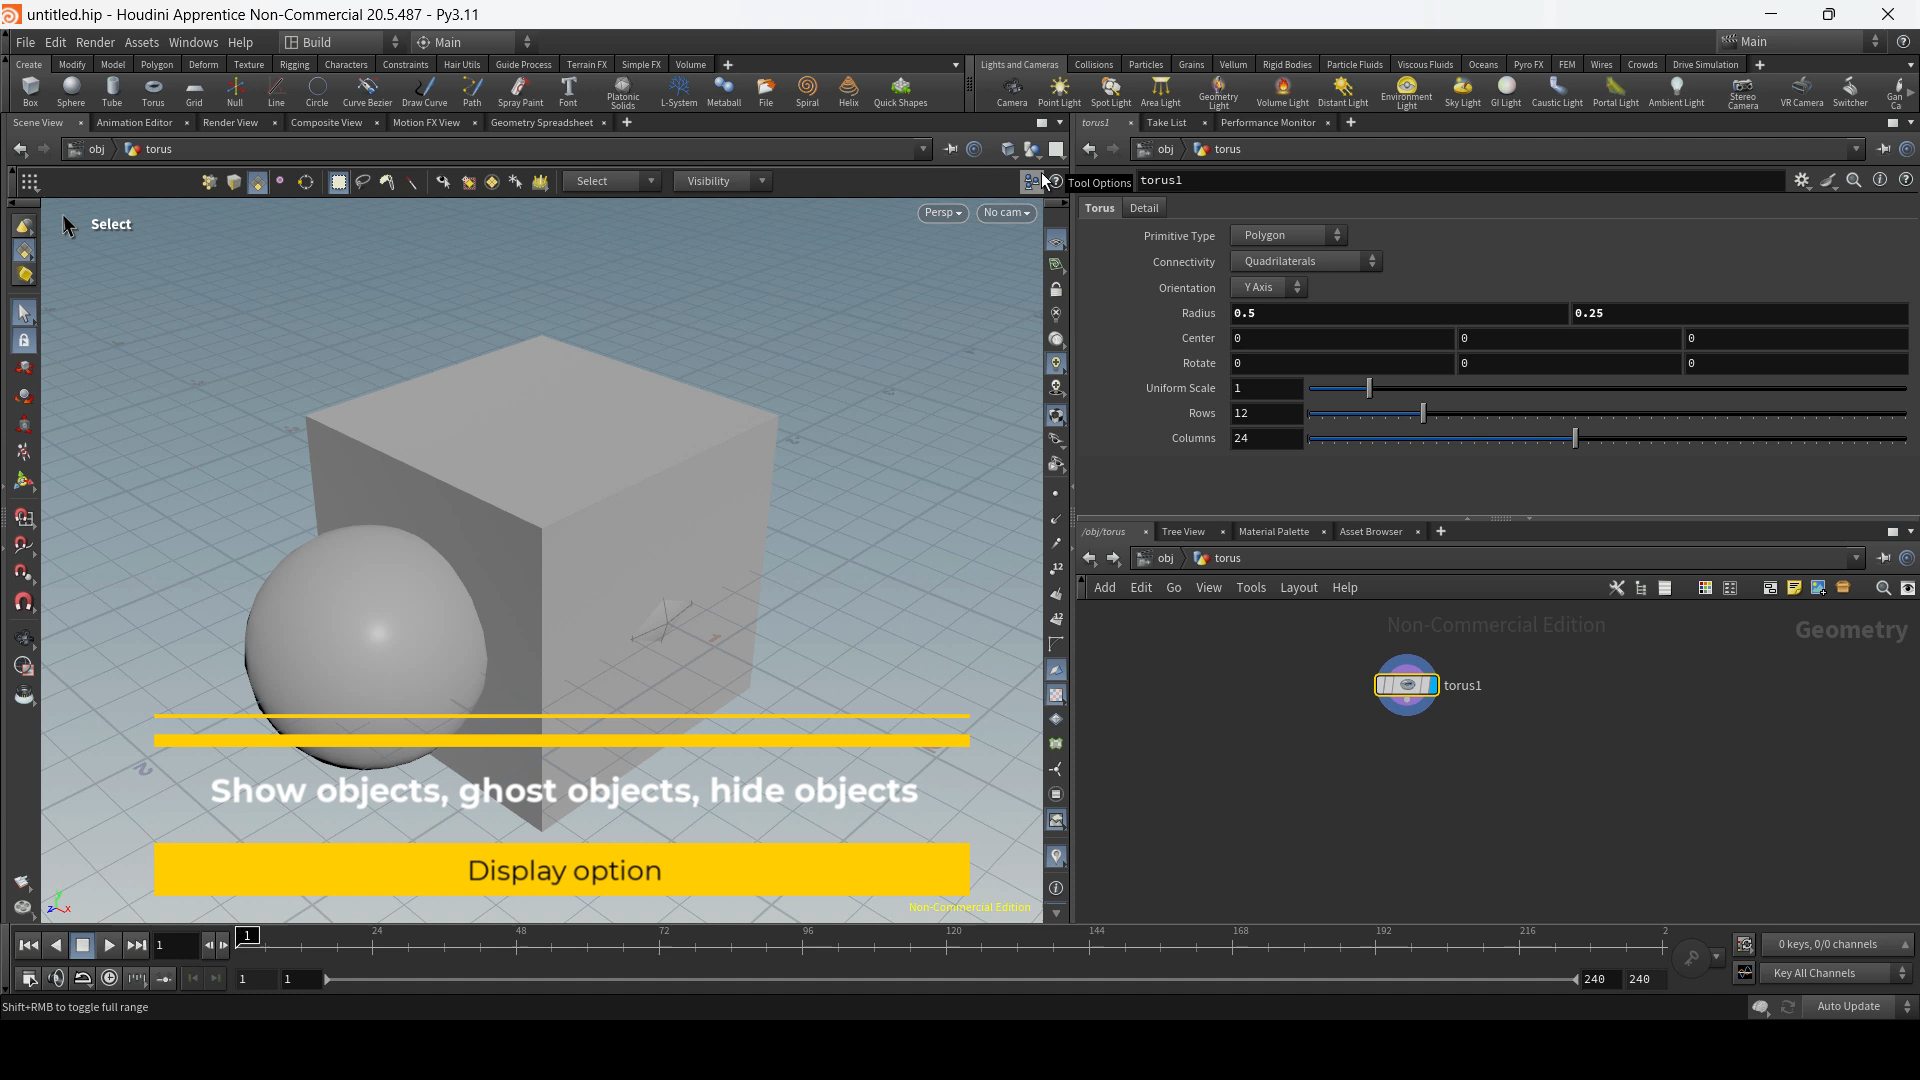 untitled.hip - Houdini Apprentice Non-Commercial 20.5.487 - Py3.11
File Edit Render Assets Windows Help Build Main Main
Create Modify Model Polygon Deform Texture Rigging Characters Constraints Hair Utils Guide Process Terrain FX Simple FX Volume
Lights and Cameras Collisions Particles Grains Vellum Rigid Bodies Particle Fluids Viscous Fluids Oceans Pyro FX FEM Wires Crowds Drive Simulation
Box Sphere Tube Torus Grid Null Line Circle Curve Bezier Draw Curve Path Spray Paint Font Platonic Solids L-System Metaball File Spiral Helix Quick Shapes
Camera Point Light Spot Light Area Light Geometry Light Volume Light Distant Light Environment Light Sky Light GI Light Caustic Light Portal Light Ambient Light Stereo Camera VR Camera Switcher Gan Ca
Scene View Animation Editor Render View Composite View Motion FX View Geometry Spreadsheet
torus1 Take List Performance Monitor
obj torus
obj torus
Select Visibility
Tool Options
torus1
Select
Persp No cam
Torus Detail
Primitive Type Polygon
Connectivity Quadrilaterals
Orientation Y Axis
Radius 0.5 0.25
Center 0 0 0
Rotate 0 0 0
Uniform Scale 1
Rows 12
Columns 24
/obj/torus Tree View Material Palette Asset Browser
obj torus
Add Edit Go View Tools Layout Help
Non-Commercial Edition
Geometry
torus1
12
12
Show objects, ghost objects, hide objects
Display option
Non-Commercial Edition
z x
1 1 24 48 72 96 120 144 168 192 216 2
0 keys, 0/0 channels
1 1 240 240
Key All Channels
Shift+RMB to toggle full range
Auto Update